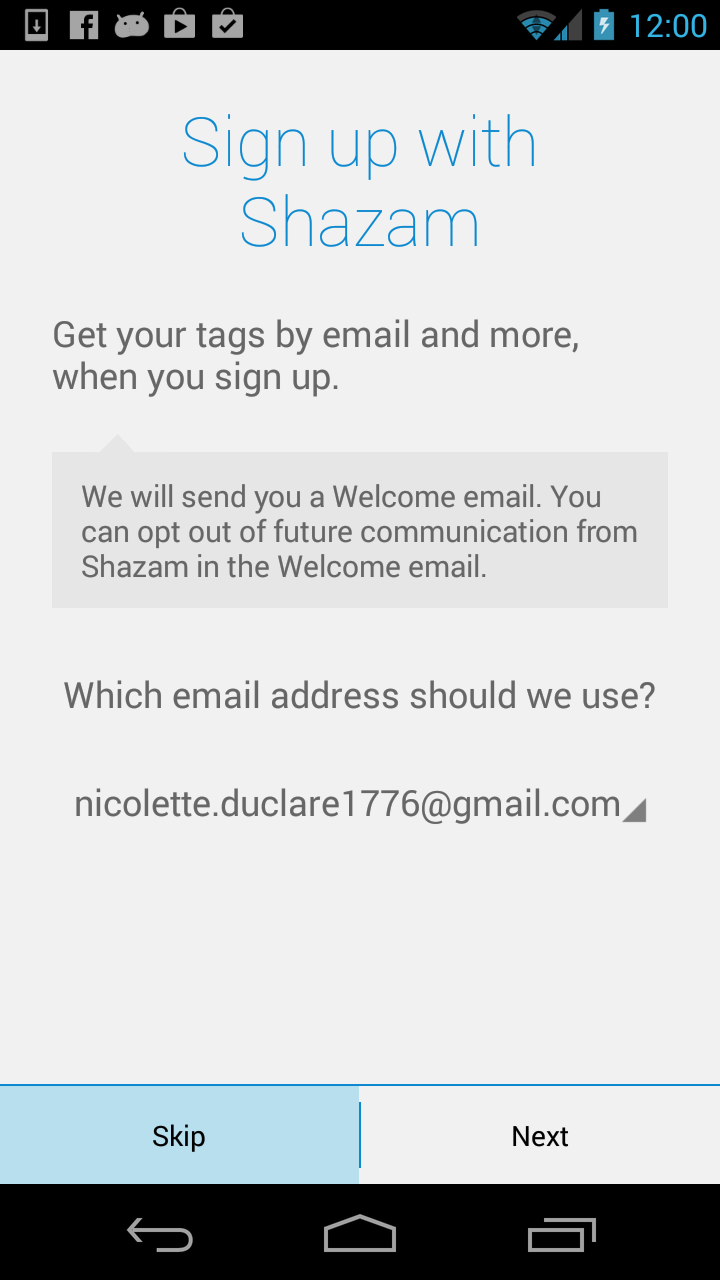 12:00
Sign up with
Shazam
Get your tags by email and more,
when you sign up.
We will send you a Welcome email. You
can opt out of future communication from
Shazam in the Welcome email.
Which email address should we use?
nicolette.duclare1776@gmail.com
Skip
Next